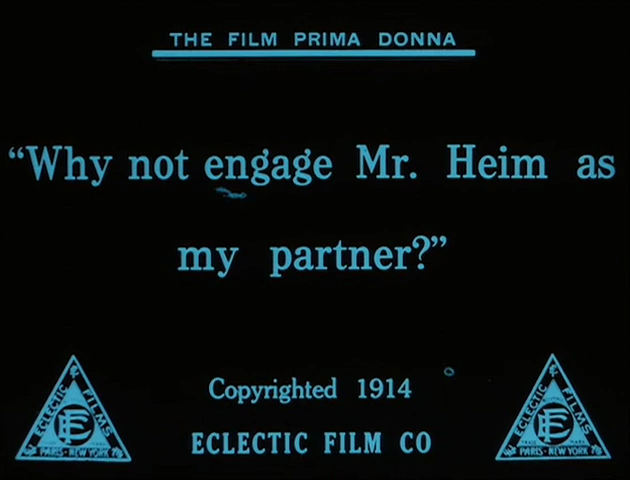 THE FILM PRIMA DONNA
“Why not engage Mr. Heim as
my partner?”
Copyrighted 1914
ECLECTIC FILM CO
ECLECTIC FILMS
PARIS - NEW YORK
ECLECTIC FILMS
PARIS - NEW YORK